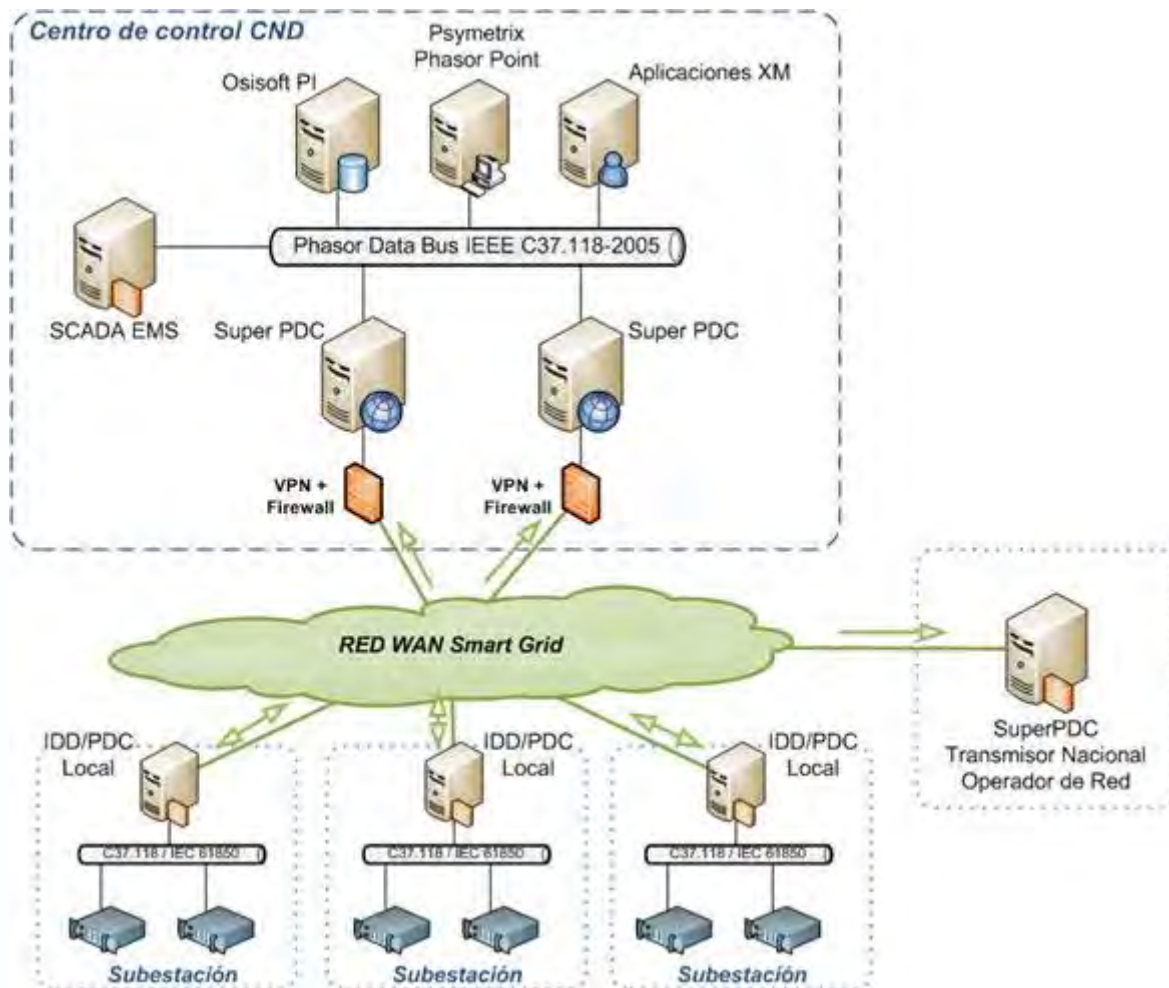 Centro de control CND
Psymetrix
Phasor Point
Osisoft PI
Aplicaciones XM
Phasor Data Bus IEEE C37.118-2005
SCADA EMS
Super PDC
Super PDC
VPN +
Firewall
VPN +
Firewall
RED WAN Smart Grid
SuperPDC
Transmisor Nacional
Operador de Red
IDD/PDC
Local
IDD/PDC
Local
IDD/PDC
Local
C37.118 / IEC 61850
C37.118 / IEC 61850
C37.118 / IEC 61850
Subestación
Subestación
Subestación